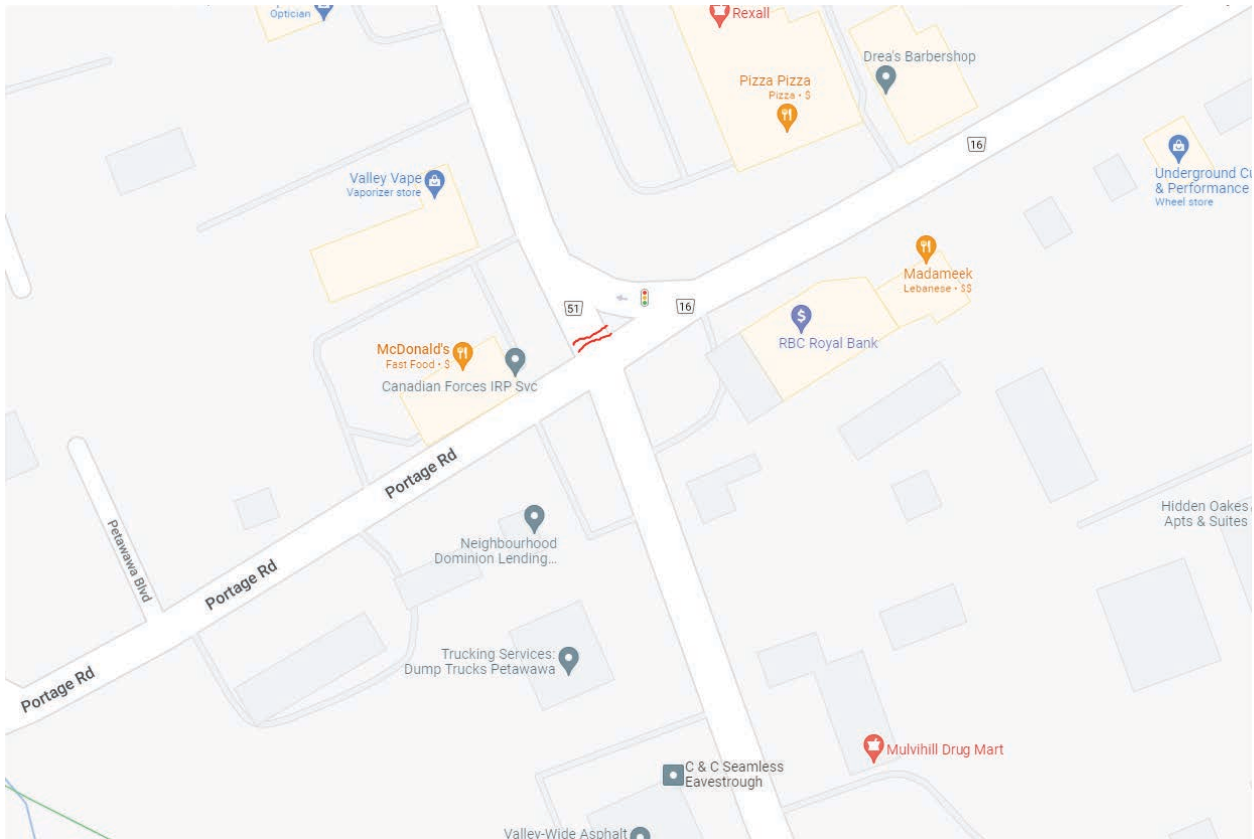 Optician
Rexall
Drea's Barbershop
Pizza Pizza
Pizza • $
16
Underground Cu
& Performance
Wheel store
Valley Vape
Vaporizer store
Madameek
Lebanese • $$
51
16
RBC Royal Bank
McDonald's
Fast Food • $
Canadian Forces IRP Svc
Portage Rd
Hidden Oakes
Apts & Suites
Petawawa Blvd
Neighbourhood
Dominion Lending...
Portage Rd
Trucking Services:
Dump Trucks Petawawa
Portage Rd
Mulvihill Drug Mart
C & C Seamless
Eavestrough
Valley-Wide Asphalt